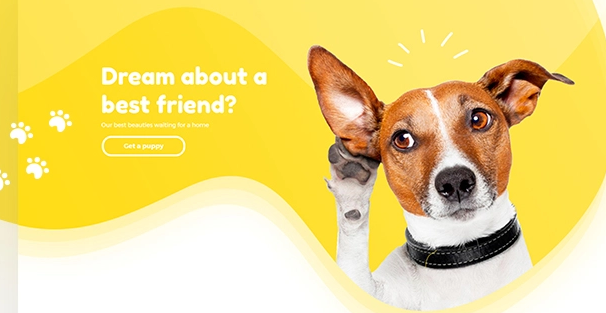 Dream about a
best friend?
Our best beauties waiting for a home
Get a puppy